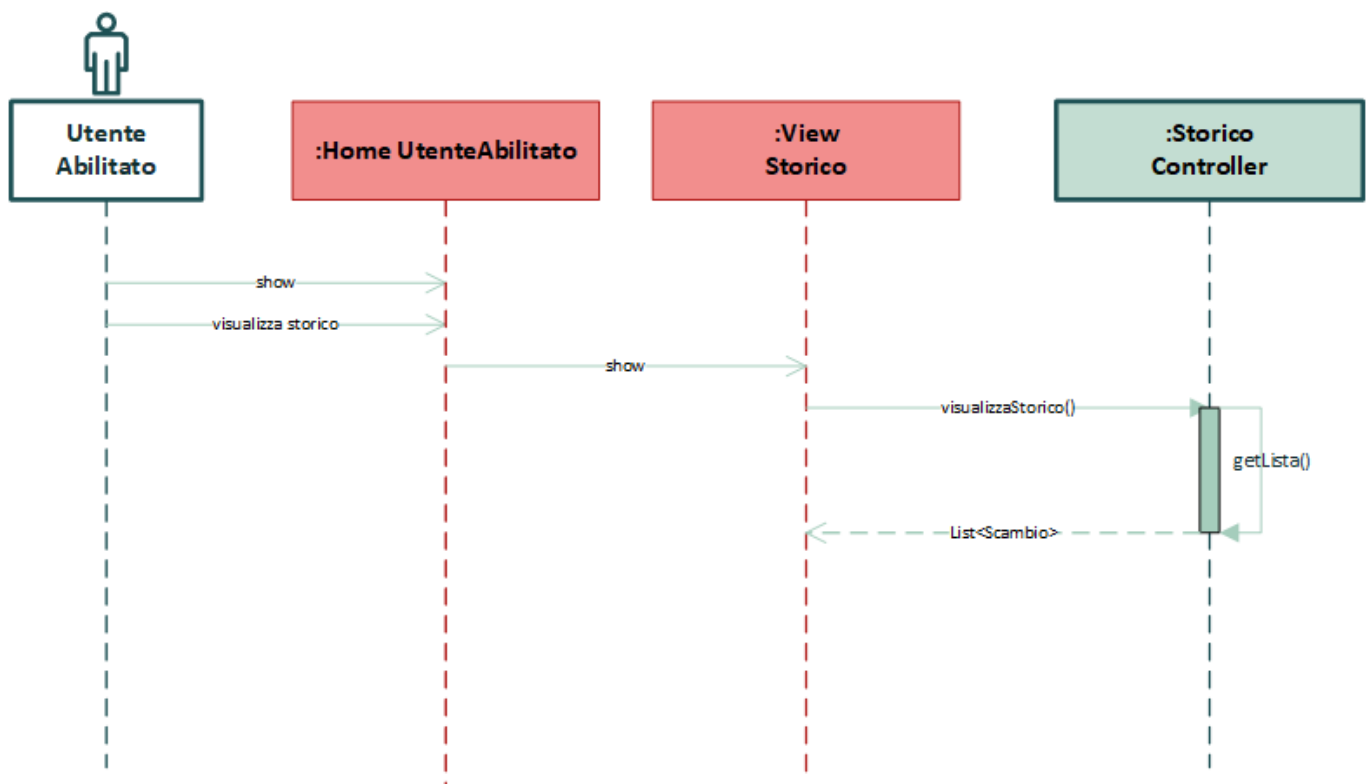 Utente
Abilitato
:Home UtenteAbilitato
:View
Storico
:Storico
Controller
show
visualizza storico
show
visualizzaStorico()
getLista()
List<Scambio>